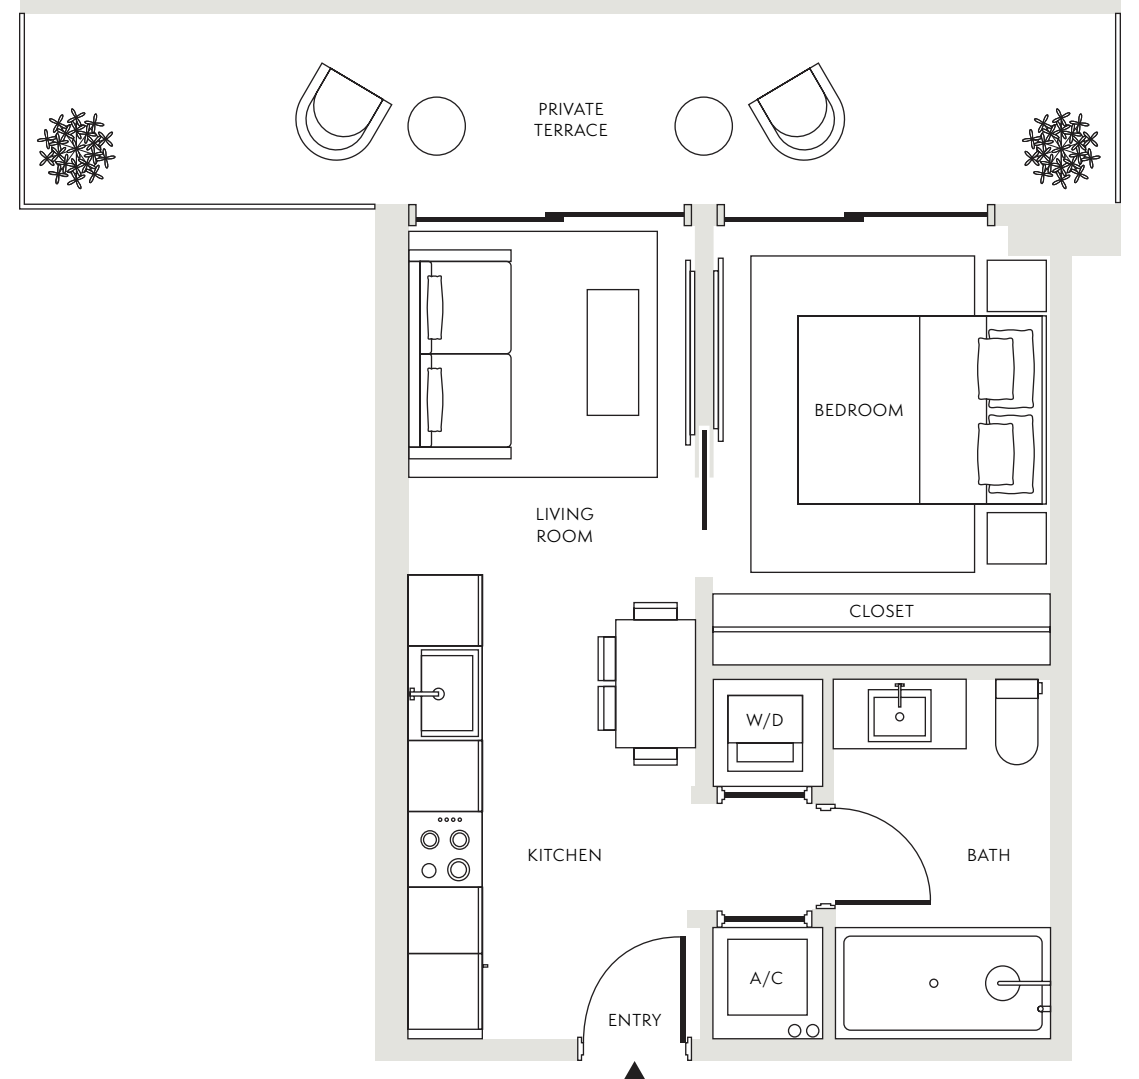 PRIVATE
TERRACE
BEDROOM
LIVING
ROOM
CLOSET
W/D
KITCHEN
BATH
A/C
ENTRY